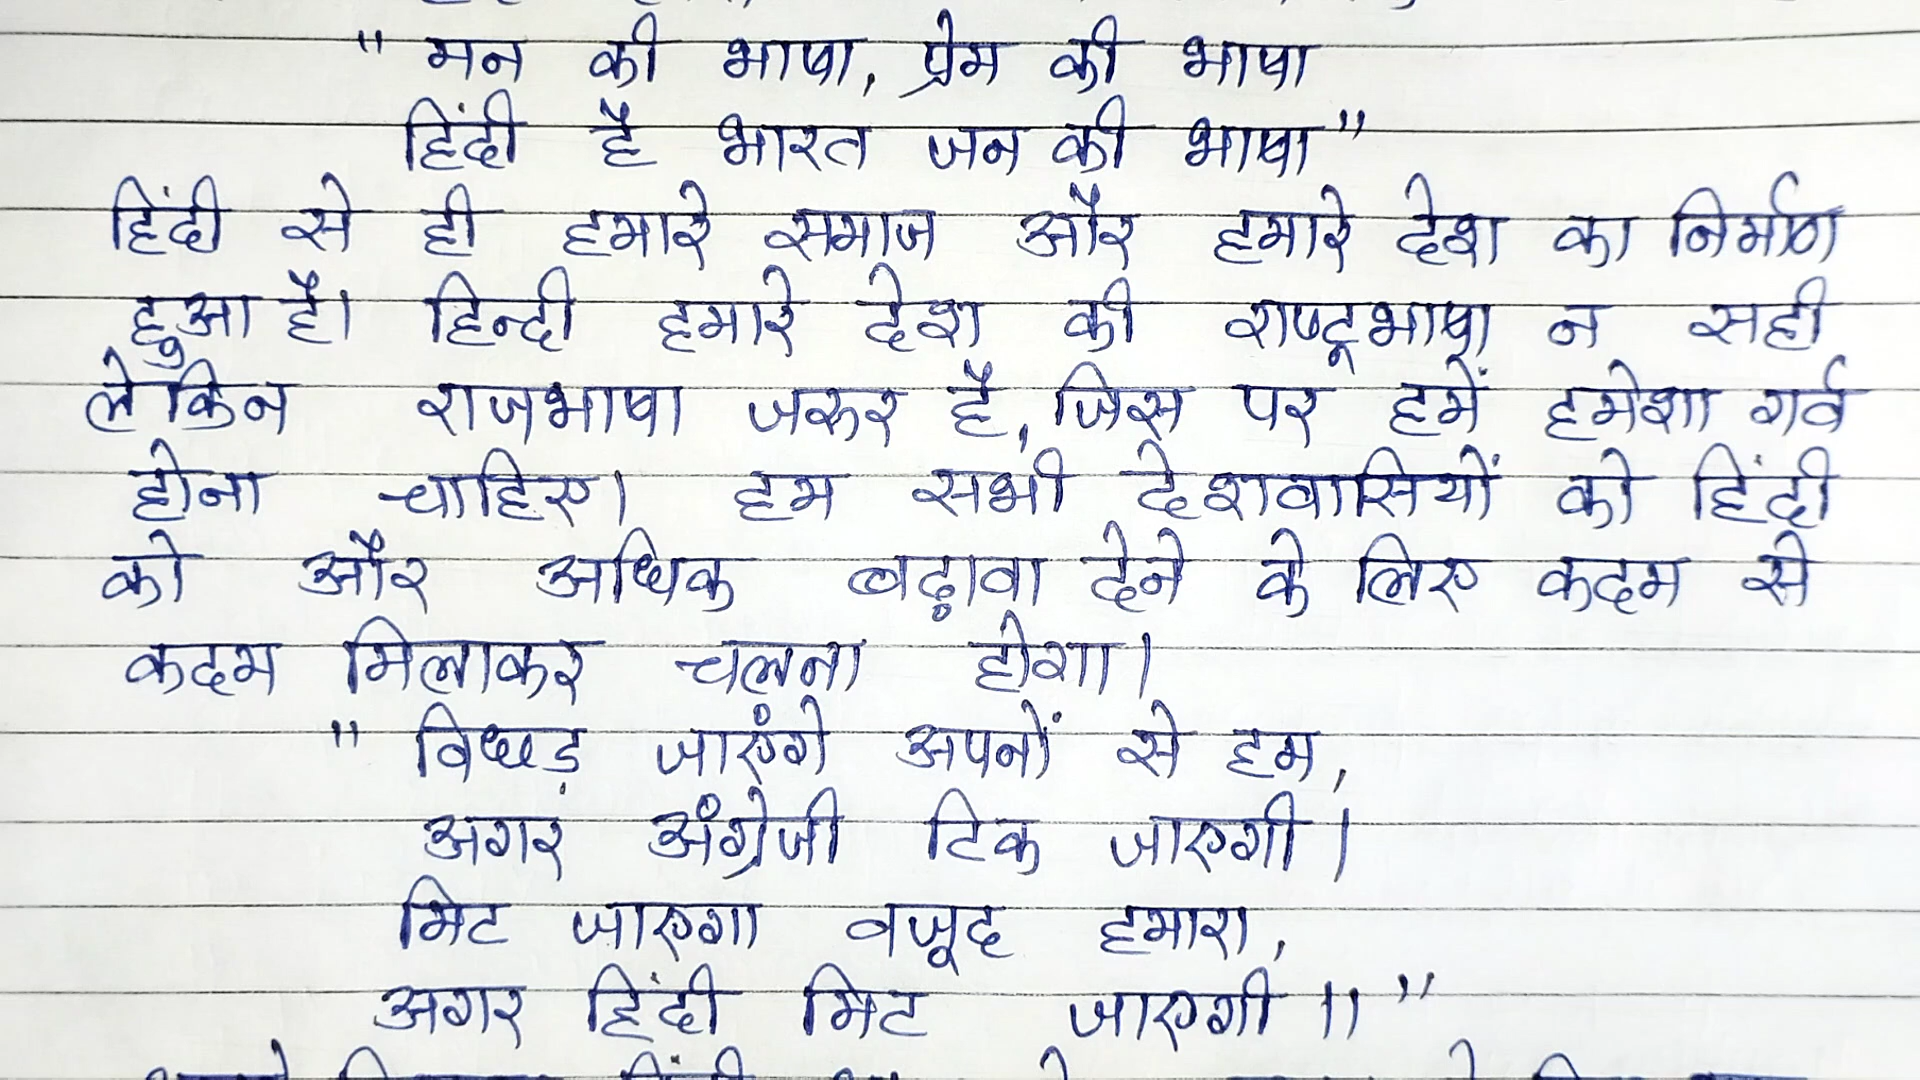 " मन की भाषा, प्रेम की भाषा
हिंदी है भारत जन की भाषा"
हिंदी से ही हमारे समाज और हमारे देश का निर्माण
हुआ है। हिन्दी हमारे देश की राष्ट्रभाषा न सही
लेकिन राजभाषा जरूर है, जिस पर हमें हमेशा गर्व
होना चाहिए। हम सभी देशवासियों को हिंदी
को और अधिक बढ़ावा देने के लिए कदम से
कदम मिलाकर चलना होगा।
" विछड़ जाएंगे अपनों से हम,
अगर अंग्रेजी टिक जाएगी।
मिट जाएगा वजूद हमारा,
अगर हिंदी मिट जाएगी ।।"